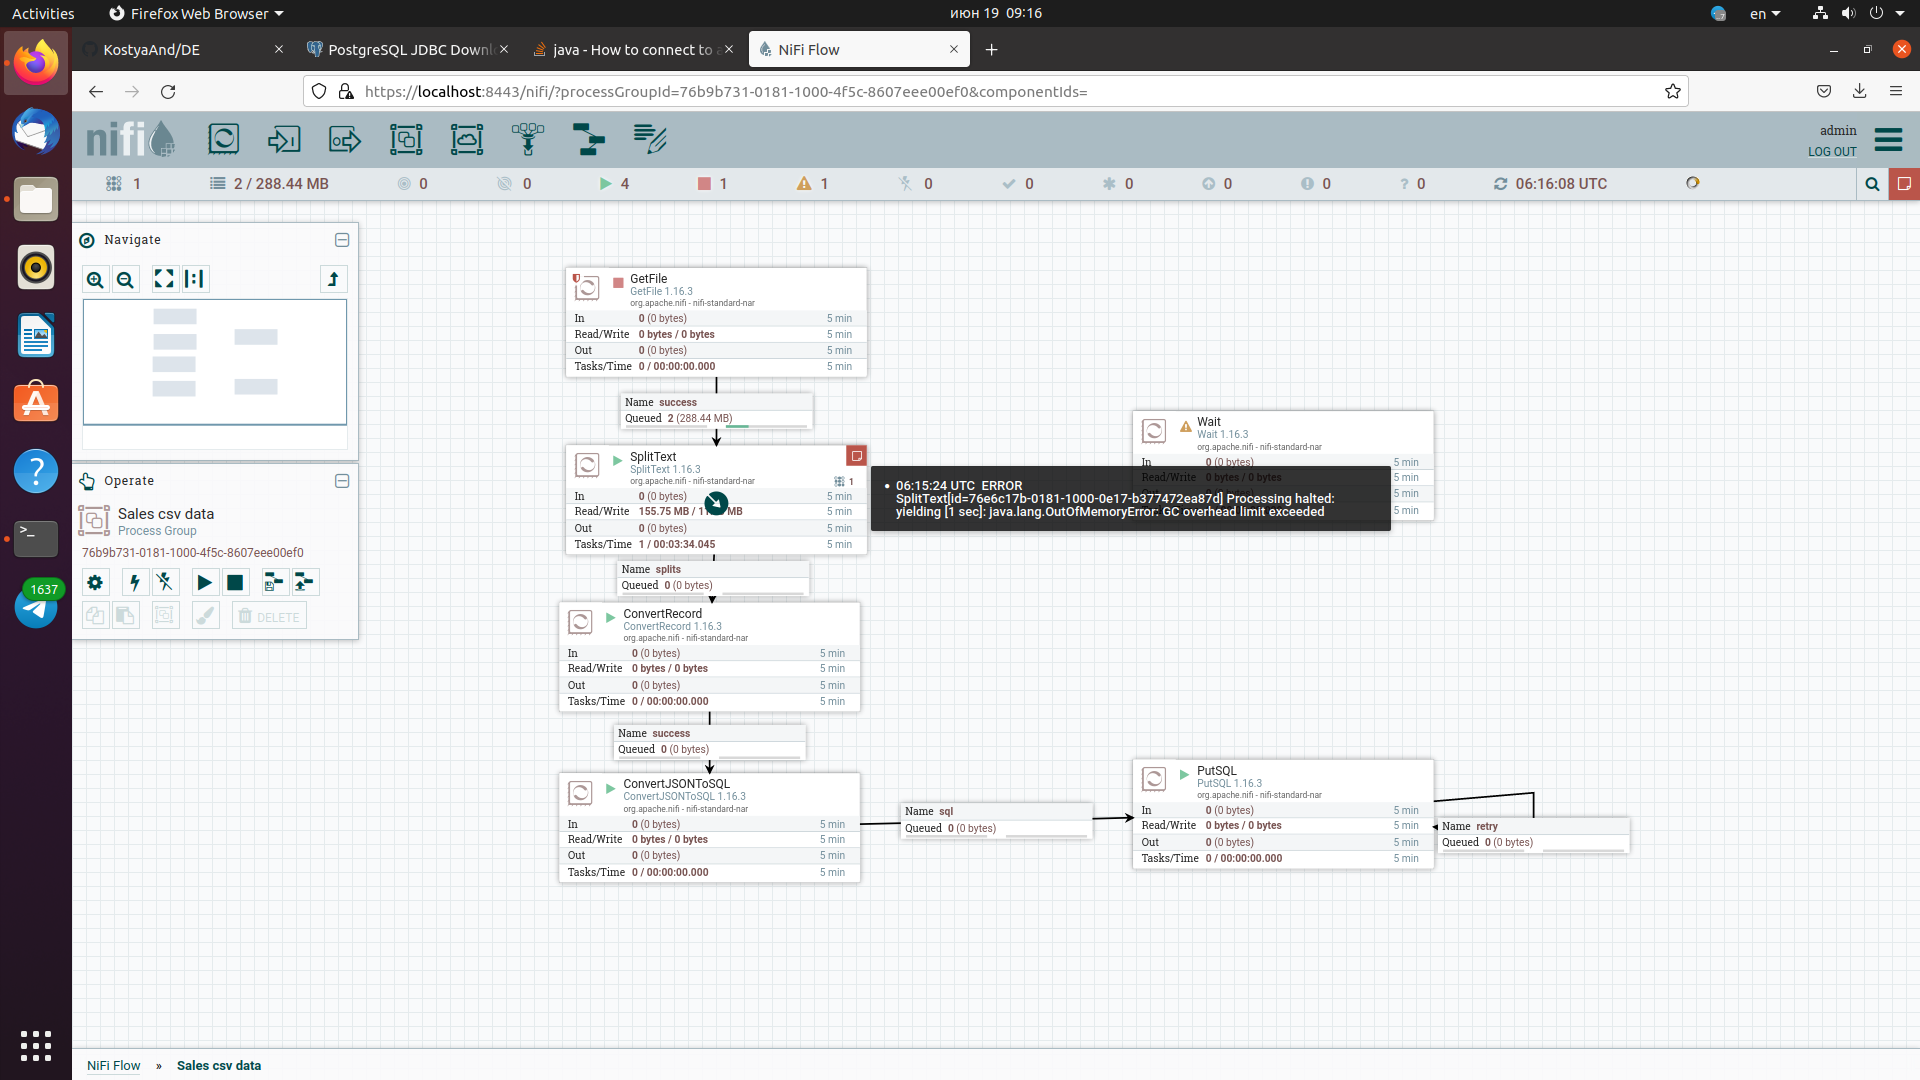 Activities
Firefox Web Browser
июн 19 09:16
en
KostyaAnd/DE
PostgreSQL JDBC Downl
java - How to connect to a
NiFi Flow
https://localhost:8443/nifi/?processGroupId=76b9b731-0181-1000-4f5c-8607eee00ef0&componentIds=
nifi
admin
LOG OUT
1
2 / 288.44 MB
0
0
4
1
1
0
0
0
0
0
? 0
06:16:08 UTC
Navigate
Operate
Sales csv data
Process Group
76b9b731-0181-1000-4f5c-8607eee00ef0
DELETE
1637
GetFile
GetFile 1.16.3
org.apache.nifi - nifi-standard-nar
In 0 (0 bytes) 5 min
Read/Write 0 bytes / 0 bytes 5 min
Out 0 (0 bytes) 5 min
Tasks/Time 0 / 00:00:00.000 5 min
Name success
Queued 2 (288.44 MB)
SplitText
SplitText 1.16.3
org.apache.nifi - nifi-standard-nar
1
In 0 (0 bytes) 5 min
Read/Write 155.75 MB / MB 5 min
Out 0 (0 bytes) 5 min
Tasks/Time 1 / 00:03:34.045 5 min
Name splits
Queued 0 (0 bytes)
ConvertRecord
ConvertRecord 1.16.3
org.apache.nifi - nifi-standard-nar
In 0 (0 bytes) 5 min
Read/Write 0 bytes / 0 bytes 5 min
Out 0 (0 bytes) 5 min
Tasks/Time 0 / 00:00:00.000 5 min
Name success
Queued 0 (0 bytes)
ConvertJSONToSQL
ConvertJSONToSQL 1.16.3
org.apache.nifi - nifi-standard-nar
In 0 (0 bytes) 5 min
Read/Write 0 bytes / 0 bytes 5 min
Out 0 (0 bytes) 5 min
Tasks/Time 0 / 00:00:00.000 5 min
Name sql
Queued 0 (0 bytes)
Wait
Wait 1.16.3
org.apache.nifi - nifi-standard-nar
In 0 (0 bytes) 5 min
0 bytes / 0 bytes 5 min
5 min
5 min
06:15:24 UTC ERROR
SplitText[id=76e6c17b-0181-1000-0e17-b377472ea87d] Processing halted:
yielding [1 sec]: java.lang.OutOfMemoryError: GC overhead limit exceeded
PutSQL
PutSQL 1.16.3
org.apache.nifi - nifi-standard-nar
In 0 (0 bytes) 5 min
Read/Write 0 bytes / 0 bytes 5 min
Out 0 (0 bytes) 5 min
Tasks/Time 0 / 00:00:00.000 5 min
Name retry
Queued 0 (0 bytes)
NiFi Flow » Sales csv data